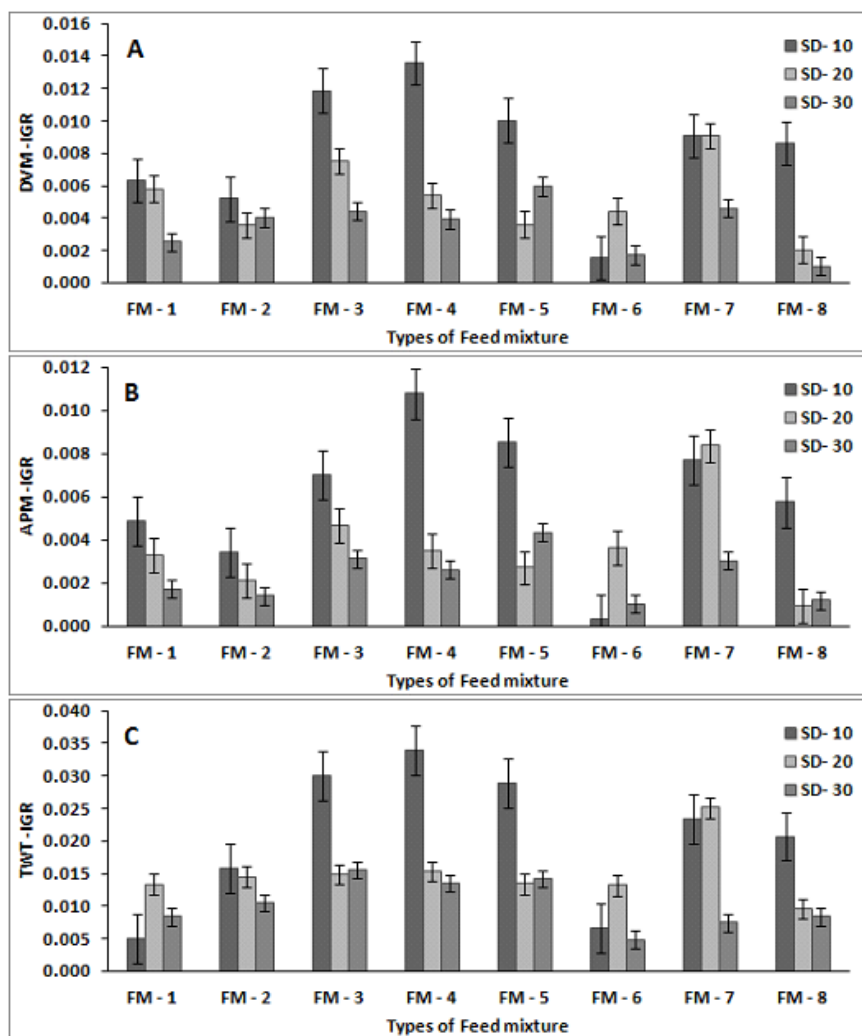 A
DVM -IGR
0.016
0.014
0.012
0.010
0.008
0.006
0.004
0.002
0.000
SD- 10
SD- 20
SD- 30
FM - 1 FM - 2 FM - 3 FM - 4 FM - 5 FM - 6 FM - 7 FM - 8
Types of Feed mixture
B
APM -IGR
0.012
0.010
0.008
0.006
0.004
0.002
0.000
SD- 10
SD- 20
SD- 30
FM - 1 FM - 2 FM - 3 FM - 4 FM - 5 FM - 6 FM - 7 FM - 8
Types of Feed mixture
C
TWT -IGR
0.040
0.035
0.030
0.025
0.020
0.015
0.010
0.005
0.000
SD- 10
SD- 20
SD- 30
FM - 1 FM - 2 FM - 3 FM - 4 FM - 5 FM - 6 FM - 7 FM - 8
Types of Feed mixture